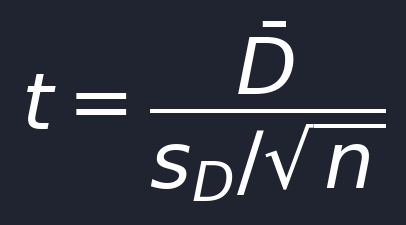 t = D̄ / (s_D/√n)